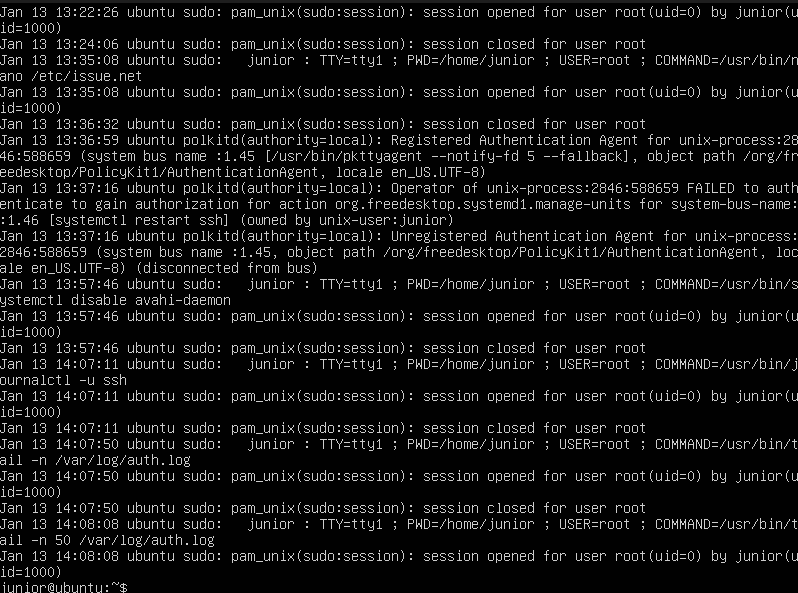 Jan 13 13:22:26 ubuntu sudo: pam_unix(sudo:session): session opened for user root(uid=0) by junior(u
id=1000)
Jan 13 13:24:06 ubuntu sudo: pam_unix(sudo:session): session closed for user root
Jan 13 13:35:08 ubuntu sudo:   junior : TTY=tty1 ; PWD=/home/junior ; USER=root ; COMMAND=/usr/bin/n
ano /etc/issue.net
Jan 13 13:35:08 ubuntu sudo: pam_unix(sudo:session): session opened for user root(uid=0) by junior(u
id=1000)
Jan 13 13:36:32 ubuntu sudo: pam_unix(sudo:session): session closed for user root
Jan 13 13:36:59 ubuntu polkitd(authority=local): Registered Authentication Agent for unix-process:28
46:588659 (system bus name :1.45 [/usr/bin/pkttyagent --notify-fd 5 --fallback], object path /org/fr
eedesktop/PolicyKit1/AuthenticationAgent, locale en_US.UTF-8)
Jan 13 13:37:16 ubuntu polkitd(authority=local): Operator of unix-process:2846:588659 FAILED to auth
enticate to gain authorization for action org.freedesktop.systemd1.manage-units for system-bus-name:
:1.46 [systemctl restart ssh] (owned by unix-user:junior)
Jan 13 13:37:16 ubuntu polkitd(authority=local): Unregistered Authentication Agent for unix-process:
2846:588659 (system bus name :1.45, object path /org/freedesktop/PolicyKit1/AuthenticationAgent, loc
ale en_US.UTF-8) (disconnected from bus)
Jan 13 13:57:46 ubuntu sudo:   junior : TTY=tty1 ; PWD=/home/junior ; USER=root ; COMMAND=/usr/bin/s
ystemctl disable avahi-daemon
Jan 13 13:57:46 ubuntu sudo: pam_unix(sudo:session): session opened for user root(uid=0) by junior(u
id=1000)
Jan 13 13:57:46 ubuntu sudo: pam_unix(sudo:session): session closed for user root
Jan 13 14:07:11 ubuntu sudo:   junior : TTY=tty1 ; PWD=/home/junior ; USER=root ; COMMAND=/usr/bin/j
ournalctl -u ssh
Jan 13 14:07:11 ubuntu sudo: pam_unix(sudo:session): session opened for user root(uid=0) by junior(u
id=1000)
Jan 13 14:07:11 ubuntu sudo: pam_unix(sudo:session): session closed for user root
Jan 13 14:07:50 ubuntu sudo:   junior : TTY=tty1 ; PWD=/home/junior ; USER=root ; COMMAND=/usr/bin/t
ail -n /var/log/auth.log
Jan 13 14:07:50 ubuntu sudo: pam_unix(sudo:session): session opened for user root(uid=0) by junior(u
id=1000)
Jan 13 14:07:50 ubuntu sudo: pam_unix(sudo:session): session closed for user root
Jan 13 14:08:08 ubuntu sudo:   junior : TTY=tty1 ; PWD=/home/junior ; USER=root ; COMMAND=/usr/bin/t
ail -n 50 /var/log/auth.log
Jan 13 14:08:08 ubuntu sudo: pam_unix(sudo:session): session opened for user root(uid=0) by junior(u
id=1000)
junior@ubuntu:~$